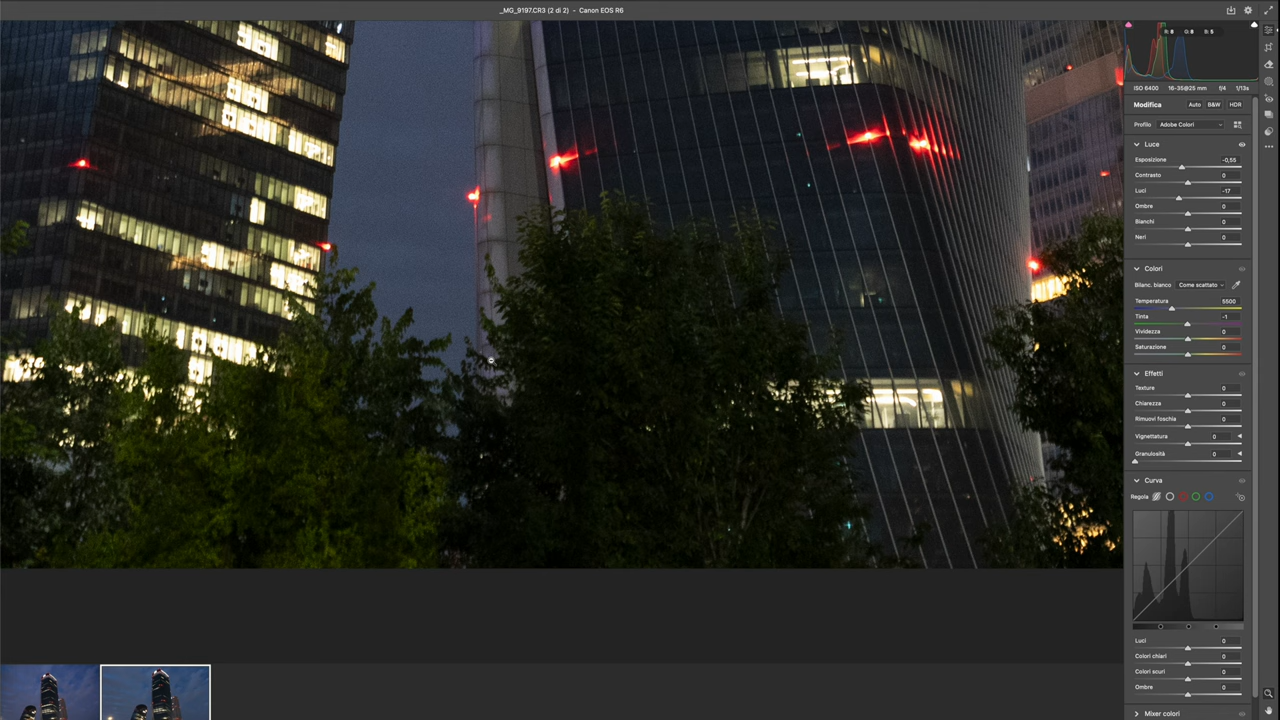 _MG_9197.CR3 (2 di 2) - Canon EOS R6
R: 8 G: 8 B: 5
ISO 6400 16-35@25 mm f/4 1/13s
Modifica Auto B&W HDR
Profilo Adobe Colori
Luce
Esposizione -0,55
Contrasto 0
Luci -17
Ombre 0
Bianchi 0
Neri 0
Colori
Bilanc. bianco Come scattato
Temperatura 5500
Tinta -1
Vividezza 0
Saturazione 0
Effetti
Texture 0
Chiarezza 0
Rimuovi foschia 0
Vignettatura 0
Granulosità 0
Curva
Regola
Luci 0
Colori chiari 0
Colori scuri 0
Ombre 0
Mixer colori